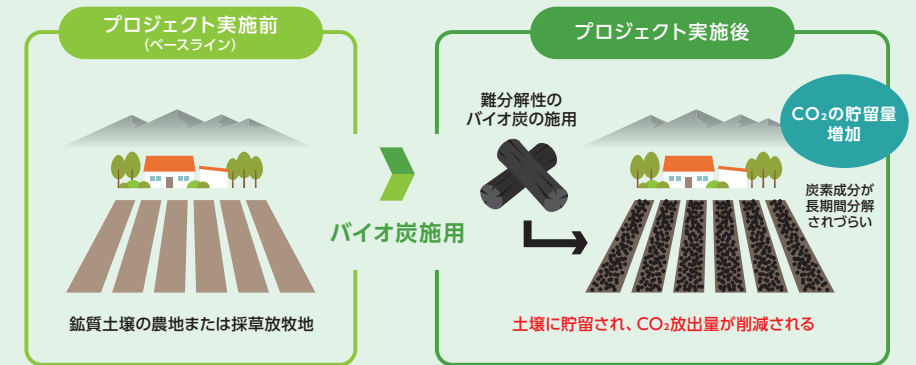 プロジェクト実施前
（ベースライン）
鉱質土壌の農地または採草放牧地
バイオ炭施用
プロジェクト実施後
難分解性の
バイオ炭の施用
CO₂の貯留量
増加
炭素成分が
長期間分解
されづらい
土壌に貯留され、CO₂放出量が削減される